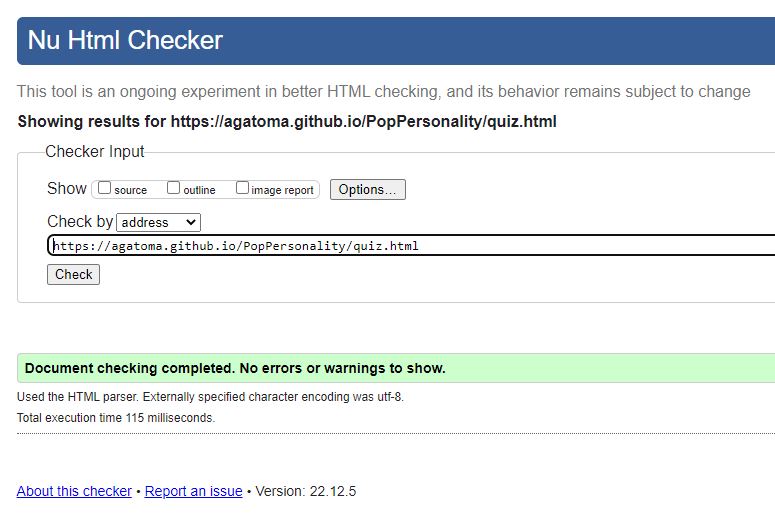 Nu Html Checker
This tool is an ongoing experiment in better HTML checking, and its behavior remains subject to change
Showing results for https://agatoma.github.io/PopPersonality/quiz.html
Checker Input
Show source outline image report Options...
Check by address
https://agatoma.github.io/PopPersonality/quiz.html
Check
Document checking completed. No errors or warnings to show.
Used the HTML parser. Externally specified character encoding was utf-8.
Total execution time 115 milliseconds.
About this checker • Report an issue • Version: 22.12.5